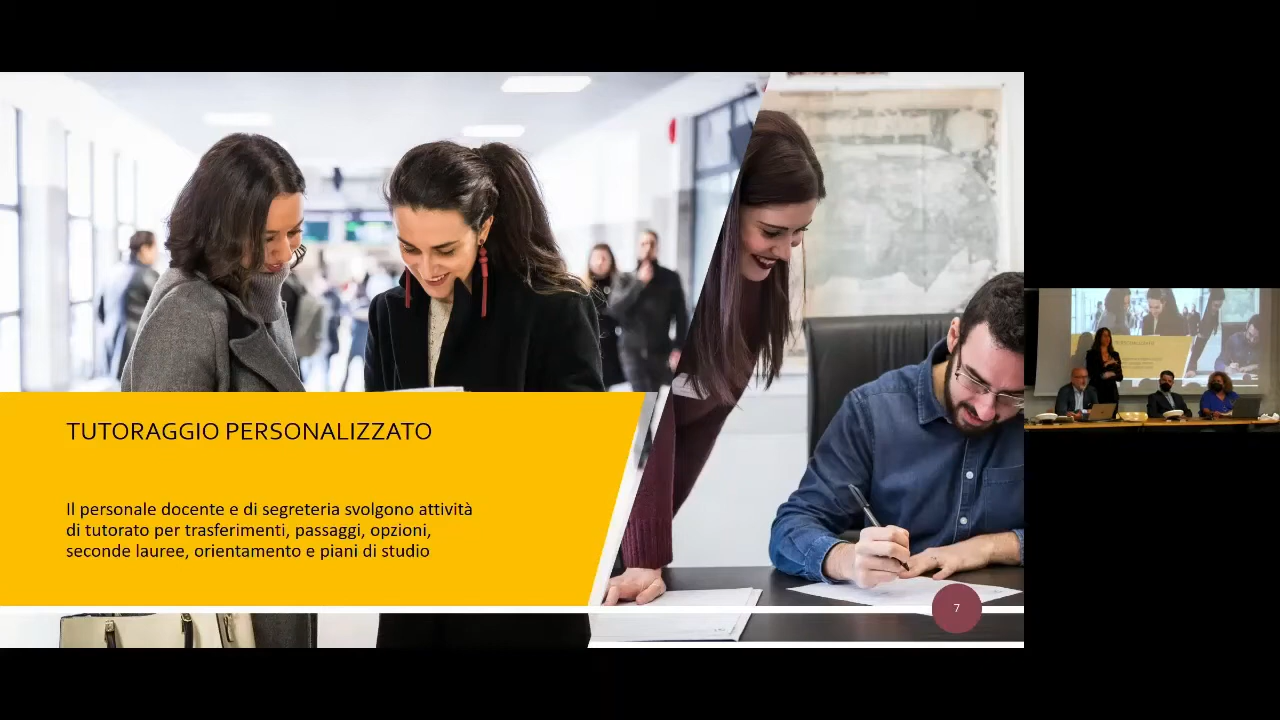 TUTORAGGIO PERSONALIZZATO
Il personale docente e di segreteria svolgono attività
di tutorato per trasferimenti, passaggi, opzioni,
seconde lauree, orientamento e piani di studio
7